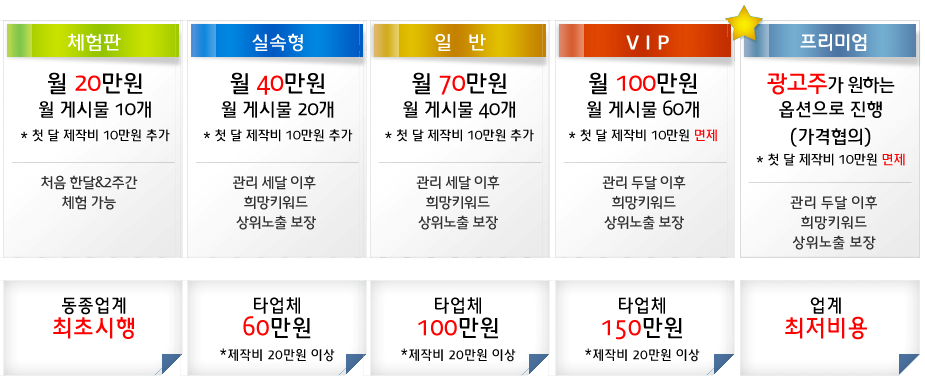 체험판
월 20만원
월 게시물 10개
* 첫 달 제작비 10만원 추가
처음 한달&2주간
체험 가능
실속형
월 40만원
월 게시물 20개
* 첫 달 제작비 10만원 추가
관리 세달 이후
희망키워드
상위노출 보장
일 반
월 70만원
월 게시물 40개
* 첫 달 제작비 10만원 추가
관리 세달 이후
희망키워드
상위노출 보장
V I P
월 100만원
월 게시물 60개
* 첫 달 제작비 10만원 면제
관리 두달 이후
희망키워드
상위노출 보장
프리미엄
광고주가 원하는
옵션으로 진행
(가격협의)
* 첫 달 제작비 10만원 면제
관리 두달 이후
희망키워드
상위노출 보장
동종업계
최초시행
타업체
60만원
*제작비 20만원 이상
타업체
100만원
*제작비 20만원 이상
타업체
150만원
*제작비 20만원 이상
업계
최저비용